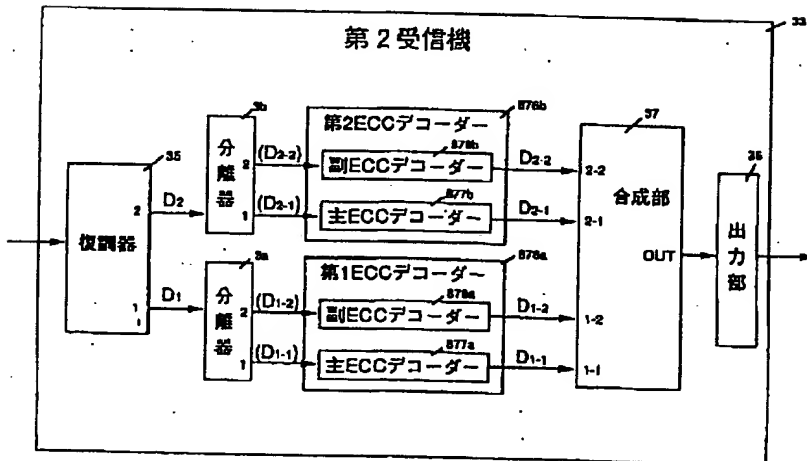 第2受信機
33
35
復調器
2
1
D2
D1
3b
分離器
2
1
(D2-2)
(D2-1)
876b
第2ECCデコーダー
878b
副ECCデコーダー
877b
主ECCデコーダー
D2-2
D2-1
3a
分離器
2
1
(D1-2)
(D1-1)
876a
第1ECCデコーダー
878a
副ECCデコーダー
877a
主ECCデコーダー
D1-2
D1-1
37
2-2
2-1
合成部
OUT
1-2
1-1
36
出力部